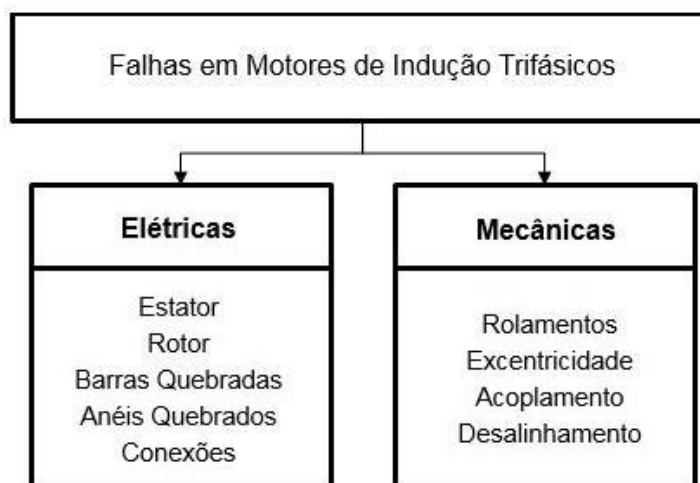 Falhas em Motores de Indução Trifásicos
Elétricas
Estator
Rotor
Barras Quebradas
Anéis Quebrados
Conexões
Mecânicas
Rolamentos
Excentricidade
Acoplamento
Desalinhamento